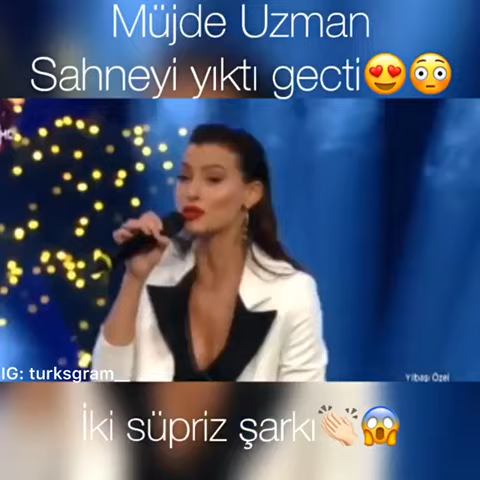 Müjde Uzman
Sahneyi yıktı gecti😍😳
IG: turksgram__
Yılbaşı Özel
İki süpriz şarkı👏🏻😱